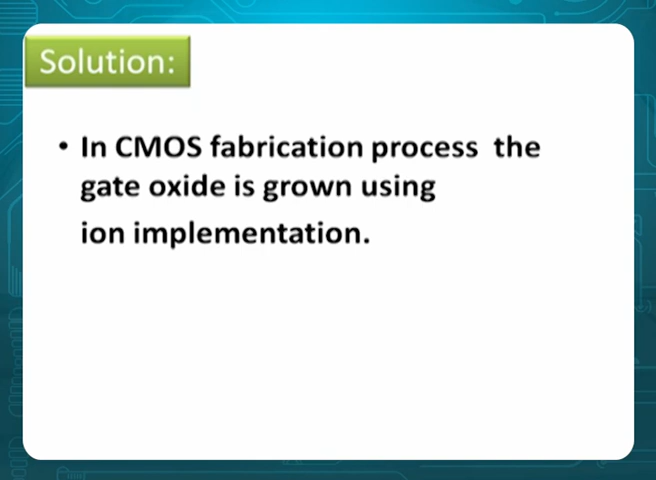 Solution:
• In CMOS fabrication process the
gate oxide is grown using
ion implementation.